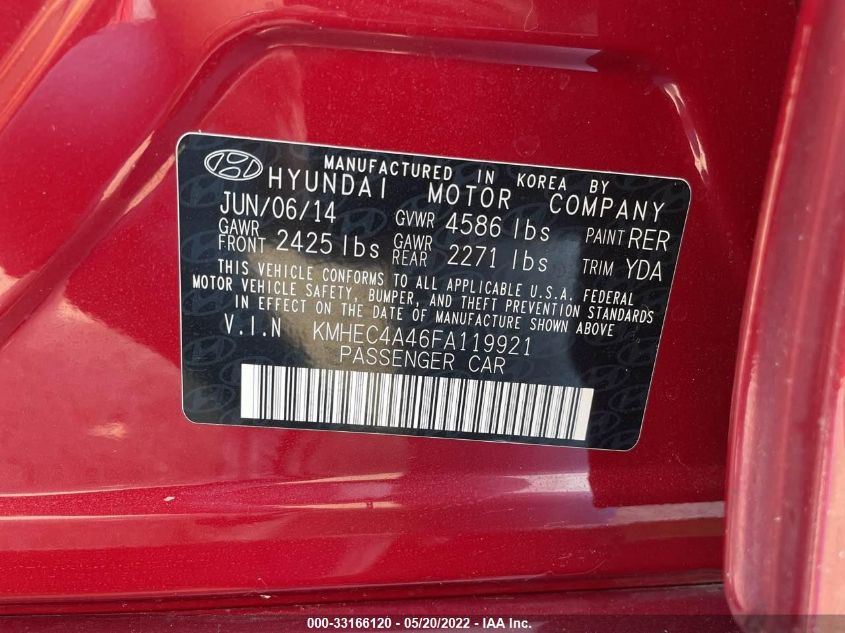 MANUFACTURED IN KOREA BY
HYUNDAI MOTOR COMPANY
JUN/06/14 GVWR 4586 lbs PAINT RER
GAWR FRONT 2425 lbs GAWR REAR 2271 lbs TRIM YDA
THIS VEHICLE CONFORMS TO ALL APPLICABLE U.S.A. FEDERAL
MOTOR VEHICLE SAFETY, BUMPER, AND THEFT PREVENTION STANDARDS
IN EFFECT ON THE DATE OF MANUFACTURE SHOWN ABOVE
V.I.N KMHEC4A46FA119921
PASSENGER CAR
000-33166120 - 05/20/2022 - IAA Inc.